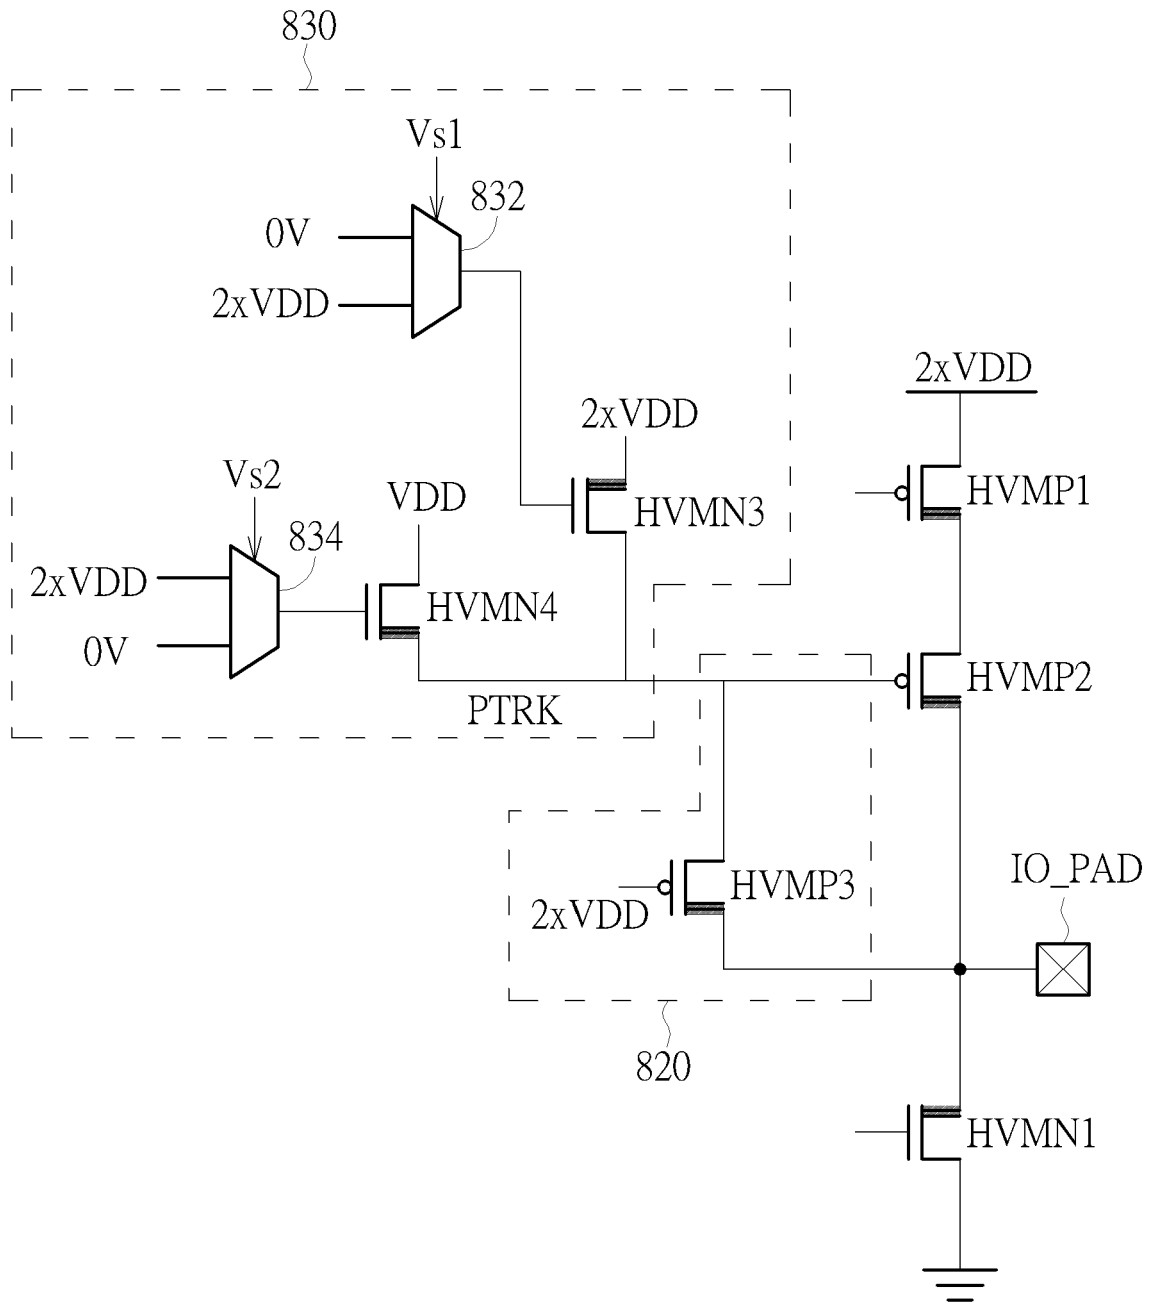 830
Vs1
832
0V
2xVDD
2xVDD
2xVDD
Vs2
VDD
HVMP1
HVMN3
834
2xVDD
HVMN4
0V
HVMP2
PTRK
IO_PAD
HVMP3
2xVDD
820
HVMN1